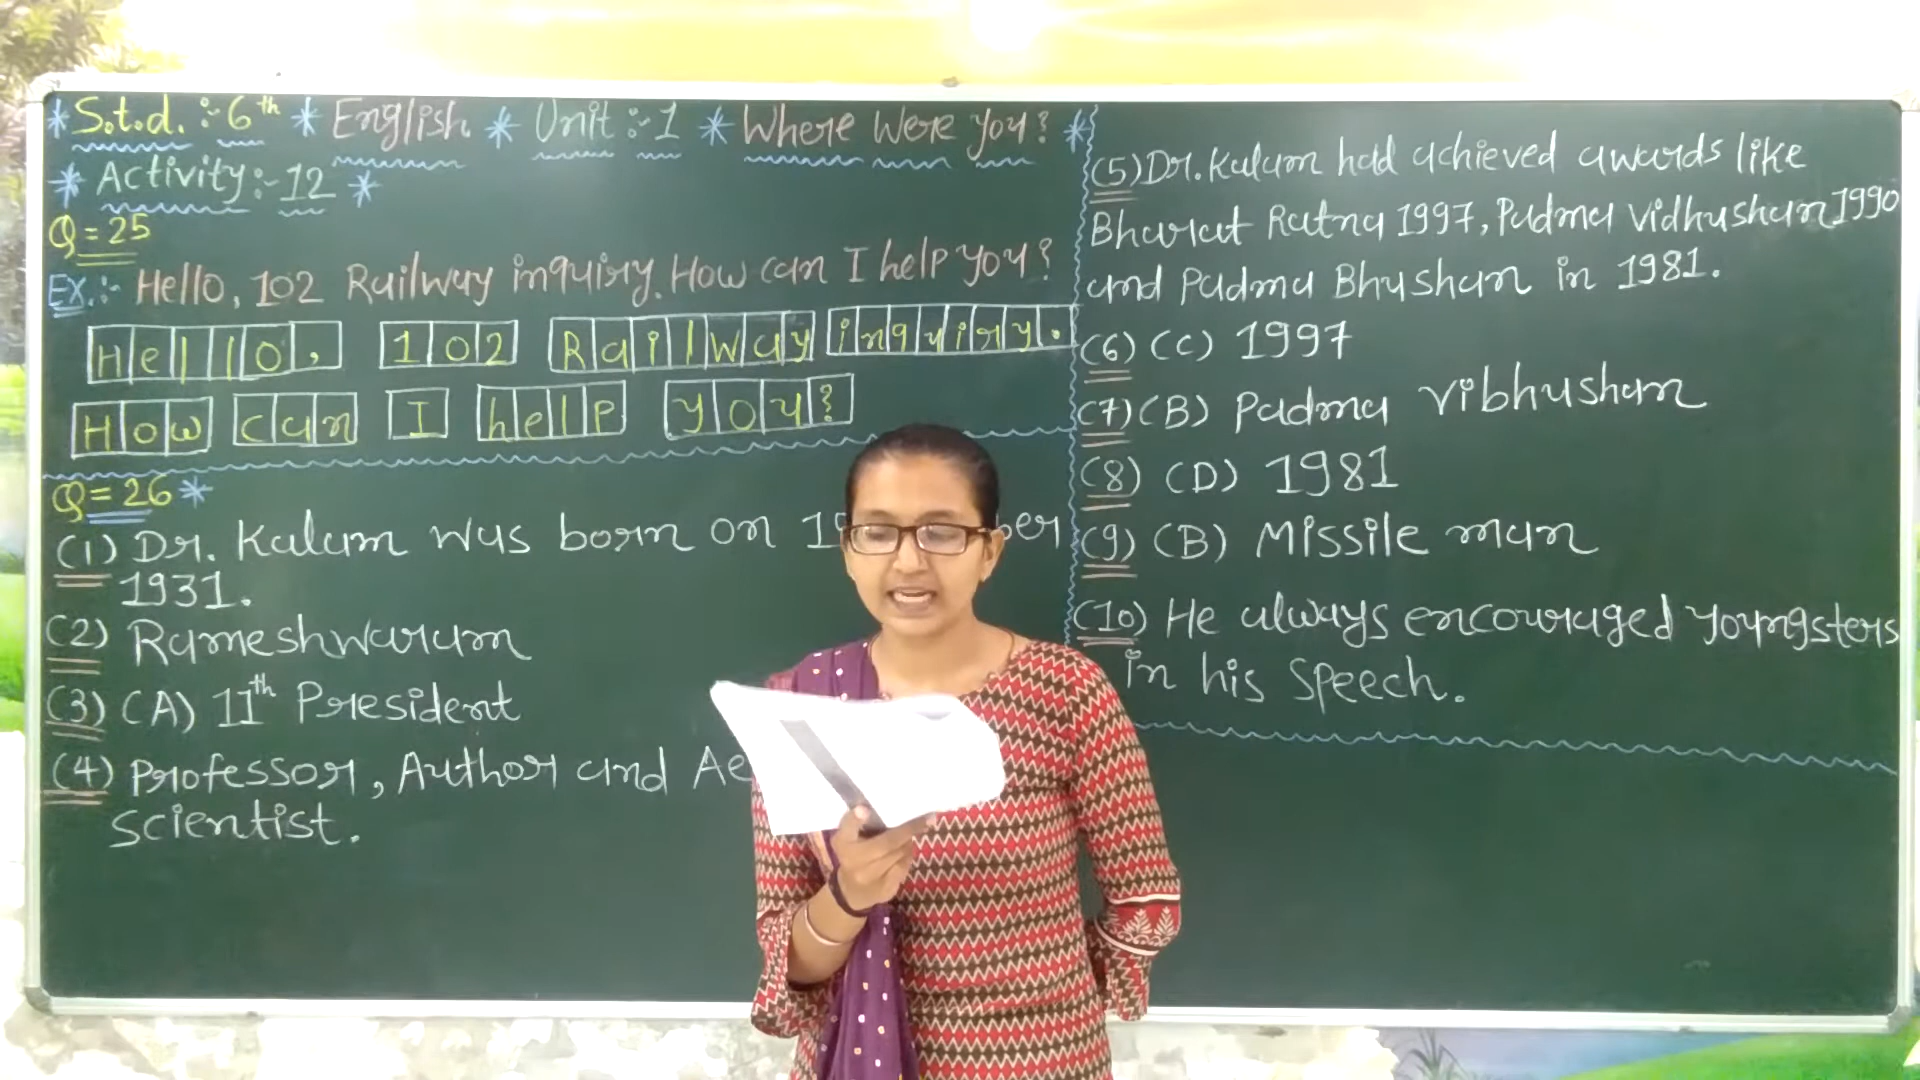 * S.t.d. :- 6th * English * Unit :- 1 * Where were you? *
* Activity :- 12 *
Q = 25
Ex. :- Hello, 102 Railway inquiry. How can I help you?
Hello, 102 Railway inquiry.
How can I help you?
Q = 26 *
(1) Dr. Kalam was born on
1931.
(2) Rameshwaram
(3) (A) 11th President
(4) Professor, Author and
scientist.
(5) Dr. Kalam had achieved awards like
Bharat Ratna 1997, Padma Vidhushan 1990
and Padma Bhushan in 1981.
(6) (C) 1997
(7) (B) Padma Vibhushan
(8) (D) 1981
(9) (B) Missile man
(10) He always encouraged youngsters
in his speech.